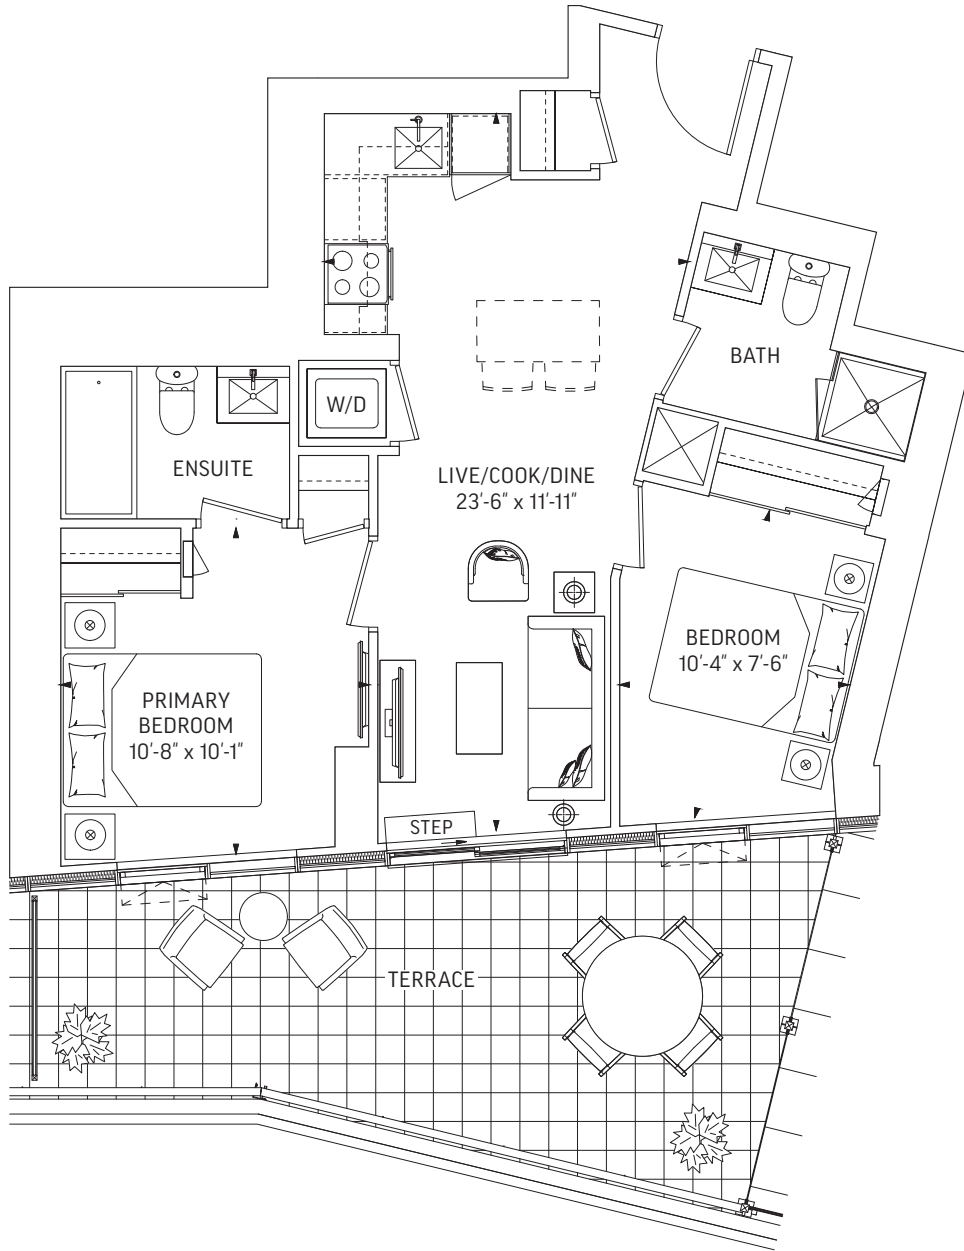 BATH
W/D
ENSUITE
LIVE/COOK/DINE
23'-6" x 11'-11"
BEDROOM
10'-4" x 7'-6"
PRIMARY
BEDROOM
10'-8" x 10'-1"
STEP
TERRACE